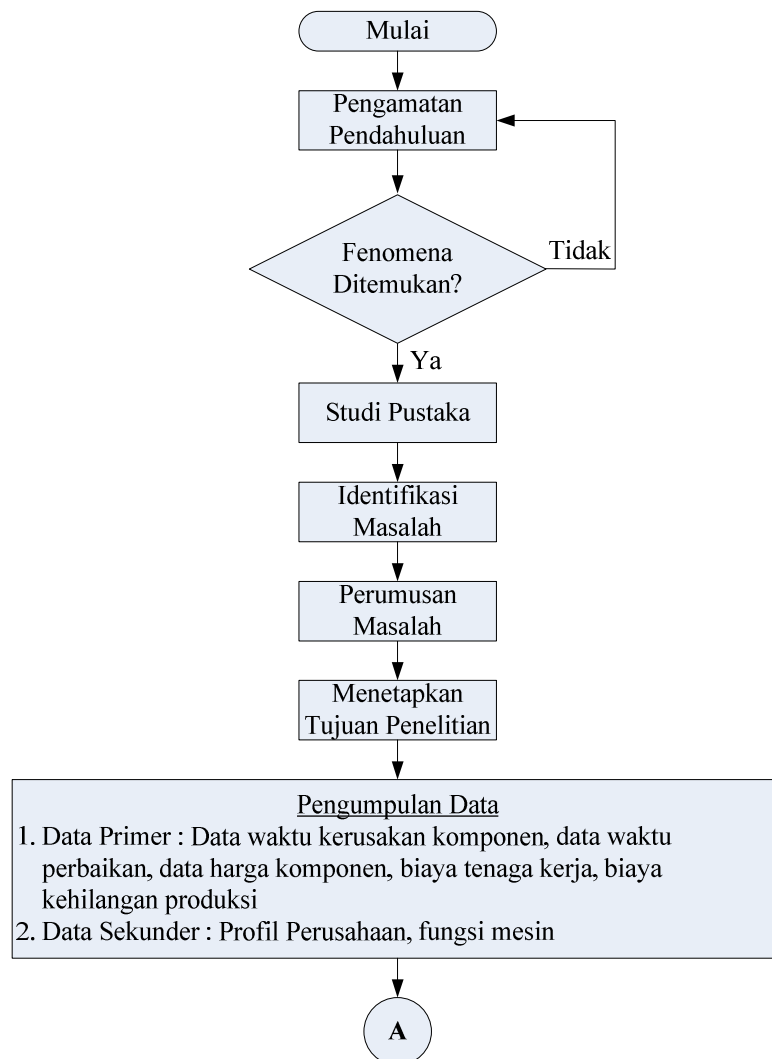 Mulai
Pengamatan
Pendahuluan
Fenomena
Ditemukan?
Tidak
Ya
Studi Pustaka
Identifikasi
Masalah
Perumusan
Masalah
Menetapkan
Tujuan Penelitian
Pengumpulan Data
1. Data Primer : Data waktu kerusakan komponen, data waktu
perbaikan, data harga komponen, biaya tenaga kerja, biaya
kehilangan produksi
2. Data Sekunder : Profil Perusahaan, fungsi mesin
A